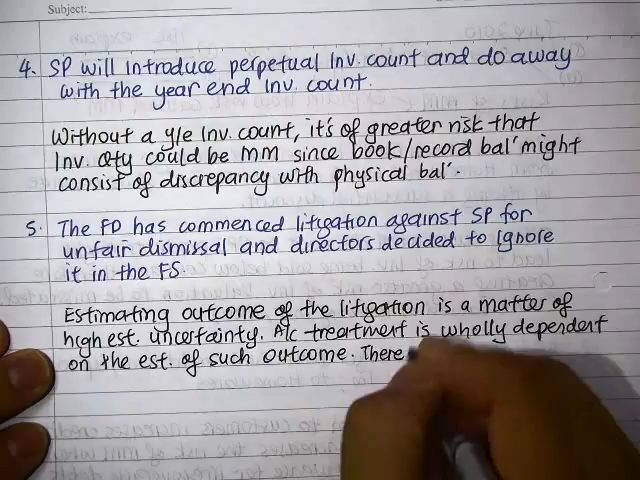 Subject:
4. SP will introduce perpetual Inv. count and do away
with the year end Inv. count.
Without a y/e Inv. count, it's of greater risk that
Inv. qty could be MM since book/record bal' might
consist of discrepancy with physical bal'.
5. The FD has commenced litigation against SP for
unfair dismissal and directors decided to ignore
it in the FS.
Estimating outcome of the litigation is a matter of
high est. uncertainty. A/c treatment is wholly dependent
on the est. of such outcome. There